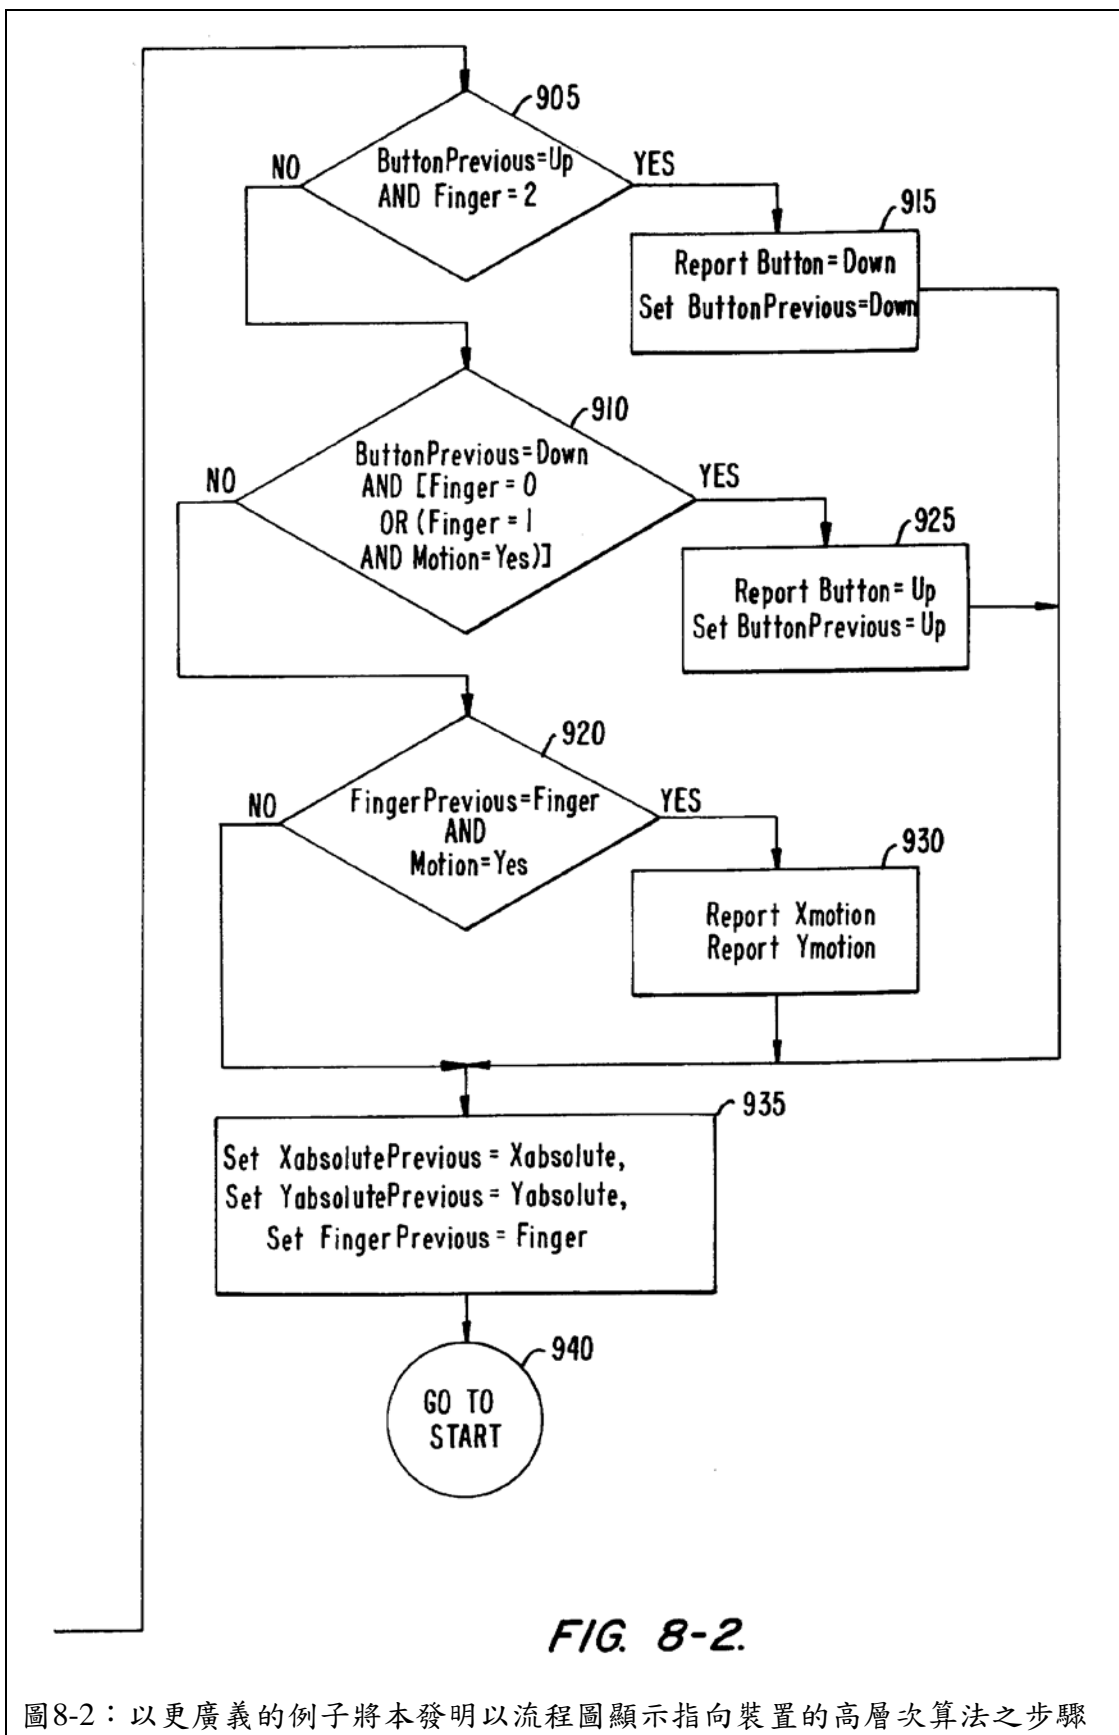 905
ButtonPrevious=Up
AND Finger=2
NO
YES
915
Report Button=Down
Set ButtonPrevious=Down
910
ButtonPrevious=Down
AND [Finger=0
OR (Finger=1
AND Motion=Yes)]
NO
YES
925
Report Button=Up
Set ButtonPrevious=Up
920
FingerPrevious=Finger
AND
Motion=Yes
NO
YES
930
Report Xmotion
Report Ymotion
935
Set XabsolutePrevious = Xabsolute,
Set YabsolutePrevious = Yabsolute,
Set FingerPrevious = Finger
940
GO TO
START
FIG. 8-2.
圖8-2：以更廣義的例子將本發明以流程圖顯示指向裝置的高層次算法之步驟